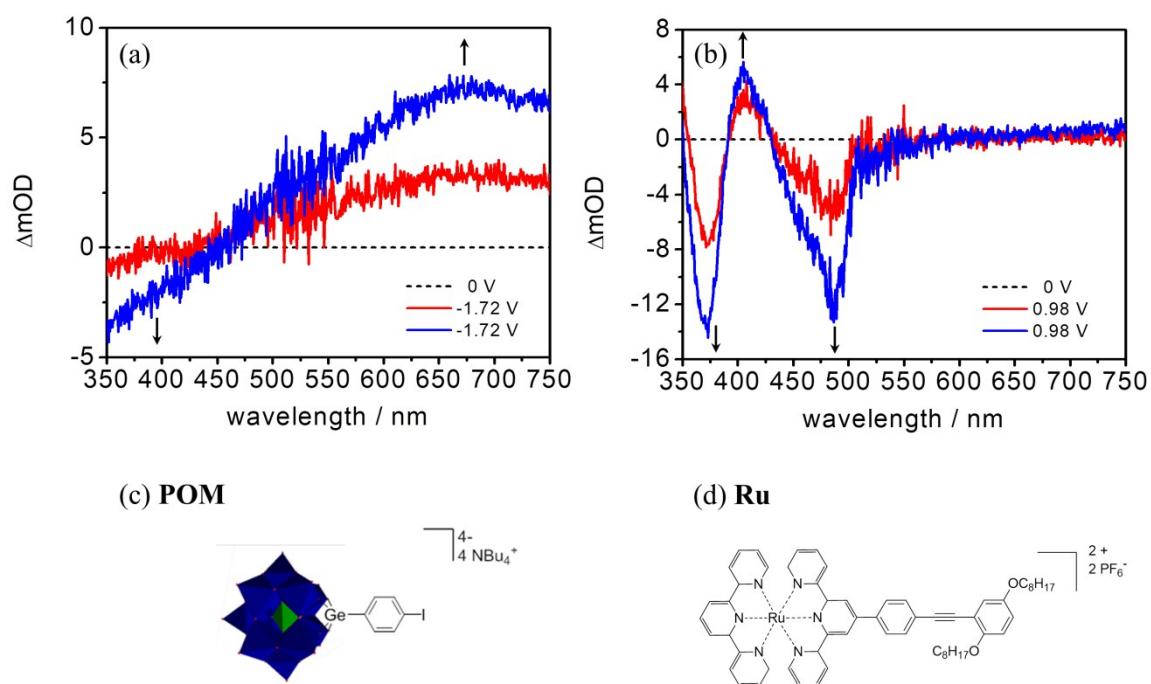 (a)
10
5
0
-5
ΔmOD
0 V
-1.72 V
-1.72 V
350 400 450 500 550 600 650 700 750
wavelength / nm
(b)
8
4
0
-4
-8
-12
-16
ΔmOD
0 V
0.98 V
0.98 V
350 400 450 500 550 600 650 700 750
wavelength / nm
(c) POM
4-
4 NBu4+
Ge
I
(d) Ru
2 +
2 PF6-
OC8H17
N N
N Ru N
N N
C8H17O